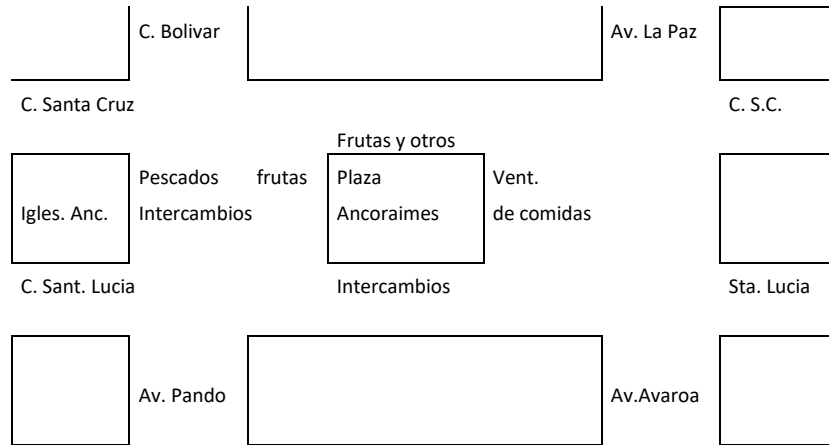 C. Bolivar Av. La Paz
C. Santa Cruz C. S.C.
Frutas y otros
Pescados frutas Plaza Vent.
Igles. Anc. Intercambios Ancoraimes de comidas
C. Sant. Lucia Intercambios Sta. Lucia
Av. Pando Av.Avaroa